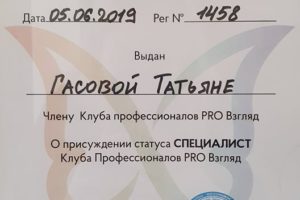 Дата 05.06.2019 Рег № 1458
Выдан
Гасовой Татьяне
Члену Клуба профессионалов PRO Взгляд
О присуждении статуса СПЕЦИАЛИСТ
Клуба Профессионалов PRO Взгляд